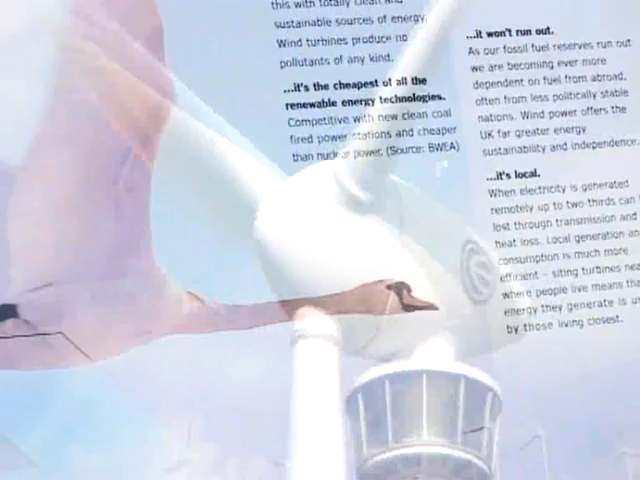 this with totally clean and
sustainable sources of energy.
Wind turbines produce no
pollutants of any kind.
...it's the cheapest of all the
renewable energy technologies.
Competitive with new clean coal
fired power stations and cheaper
than nuclear power. (Source: BWEA)
...it won't run out.
As our fossil fuel reserves run out
we are becoming ever more
dependent on fuel from abroad,
often from less politically stable
nations. Wind power offers the
UK far greater energy
sustainability and independence.
...it's local.
When electricity is generated
remotely up to two-thirds can
lost through transmission and
heat loss. Local generation
consumption is much more
efficient – siting turbines
where people live means
energy they generate is
by those living closest.